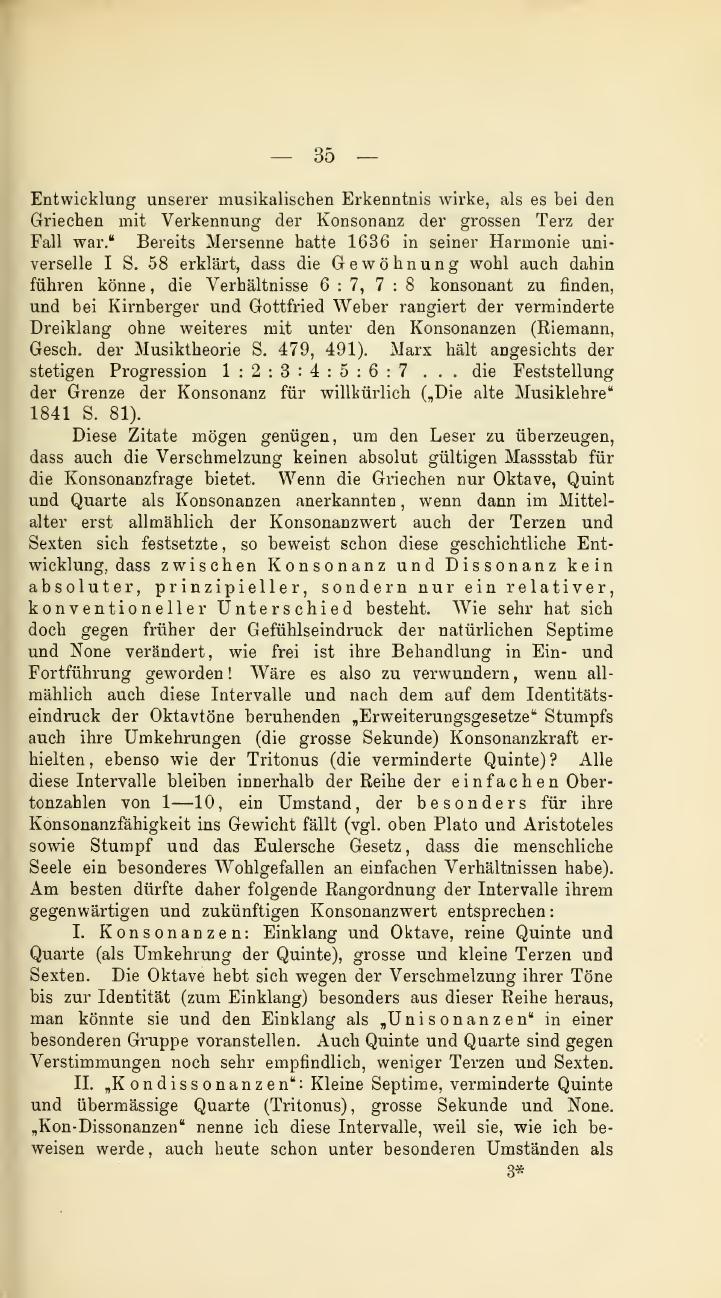 — 35 —
Entwicklung unserer musikalischen Erkenntnis wirke, als es bei den
Griechen mit Verkennung der Konsonanz der grossen Terz der
Fall war.“ Bereits Mersenne hatte 1636 in seiner Harmonie uni-
verselle I S. 58 erklärt, dass die Gewöhnung wohl auch dahin
führen könne, die Verhältnisse 6 : 7, 7 : 8 konsonant zu finden,
und bei Kirnberger und Gottfried Weber rangiert der verminderte
Dreiklang ohne weiteres mit unter den Konsonanzen (Riemann,
Gesch. der Musiktheorie S. 479, 491). Marx hält angesichts der
stetigen Progression 1 : 2 : 3 : 4 : 5 : 6 : 7 . . . die Feststellung
der Grenze der Konsonanz für willkürlich („Die alte Musiklehre“
1841 S. 81).
Diese Zitate mögen genügen, um den Leser zu überzeugen,
dass auch die Verschmelzung keinen absolut gültigen Massstab für
die Konsonanzfrage bietet. Wenn die Griechen nur Oktave, Quint
und Quarte als Konsonanzen anerkannten, wenn dann im Mittel-
alter erst allmählich der Konsonanzwert auch der Terzen und
Sexten sich festsetzte, so beweist schon diese geschichtliche Ent-
wicklung, dass zwischen Konsonanz und Dissonanz kein
absoluter, prinzipieller, sondern nur ein relativer,
konventioneller Unterschied besteht. Wie sehr hat sich
doch gegen früher der Gefühlseindruck der natürlichen Septime
und None verändert, wie frei ist ihre Behandlung in Ein- und
Fortführung geworden! Wäre es also zu verwundern, wenn all-
mählich auch diese Intervalle und nach dem auf dem Identitäts-
eindruck der Oktavtöne beruhenden „Erweiterungsgesetze“ Stumpfs
auch ihre Umkehrungen (die grosse Sekunde) Konsonanzkraft er-
hielten, ebenso wie der Tritonus (die verminderte Quinte)? Alle
diese Intervalle bleiben innerhalb der Reihe der einfachen Ober-
tonzahlen von 1—10, ein Umstand, der besonders für ihre
Konsonanzfähigkeit ins Gewicht fällt (vgl. oben Plato und Aristoteles
sowie Stumpf und das Eulersche Gesetz, dass die menschliche
Seele ein besonderes Wohlgefallen an einfachen Verhältnissen habe).
Am besten dürfte daher folgende Rangordnung der Intervalle ihrem
gegenwärtigen und zukünftigen Konsonanzwert entsprechen:
I. Konsonanzen: Einklang und Oktave, reine Quinte und
Quarte (als Umkehrung der Quinte), grosse und kleine Terzen und
Sexten. Die Oktave hebt sich wegen der Verschmelzung ihrer Töne
bis zur Identität (zum Einklang) besonders aus dieser Reihe heraus,
man könnte sie und den Einklang als „Unisonanzen“ in einer
besonderen Gruppe voranstellen. Auch Quinte und Quarte sind gegen
Verstimmungen noch sehr empfindlich, weniger Terzen und Sexten.
II. „Kondissonanzen“: Kleine Septime, verminderte Quinte
und übermässige Quarte (Tritonus), grosse Sekunde und None.
„Kon-Dissonanzen“ nenne ich diese Intervalle, weil sie, wie ich be-
weisen werde, auch heute schon unter besonderen Umständen als
3*